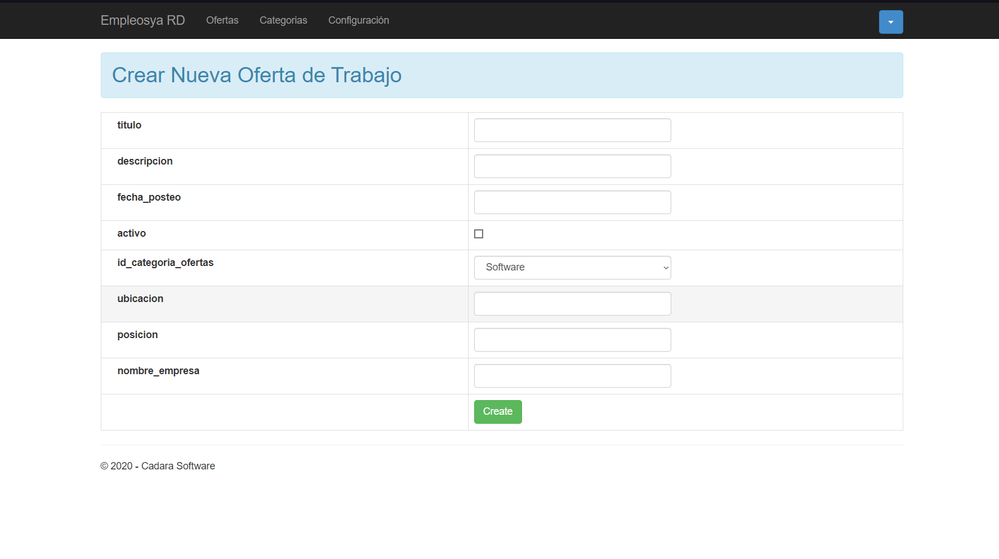 Empleosya RD Ofertas Categorias Configuración
Crear Nueva Oferta de Trabajo
titulo
descripcion
fecha_posteo
activo
id_categoria_ofertas Software
ubicacion
posicion
nombre_empresa
Create
© 2020 - Cadara Software